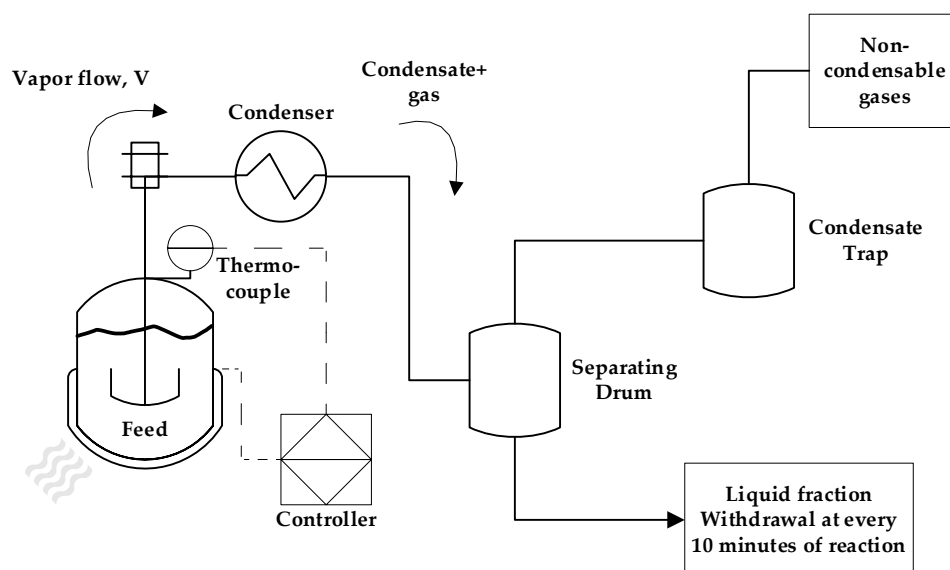 Non-
condensable
gases
Vapor flow, V
Condensate+
gas
Condenser
Condensate
Trap
Thermo-
couple
Separating
Drum
Feed
Controller
Liquid fraction
Withdrawal at every
10 minutes of reaction